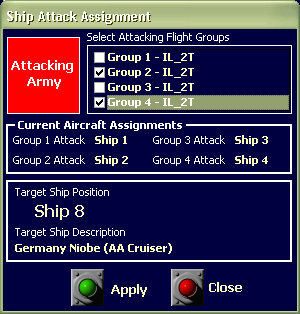 Ship Attack Assignment
Select Attacking Flight Groups
Attacking
Army
Group 1 - IL_2T
Group 2 - IL_2T
Group 3 - IL_2T
Group 4 - IL_2T
Current Aircraft Assignments
Group 1 Attack Ship 1 Group 3 Attack Ship 3
Group 2 Attack Ship 2 Group 4 Attack Ship 4
Target Ship Position
Ship 8
Target Ship Description
Germany Niobe (AA Cruiser)
Apply Close